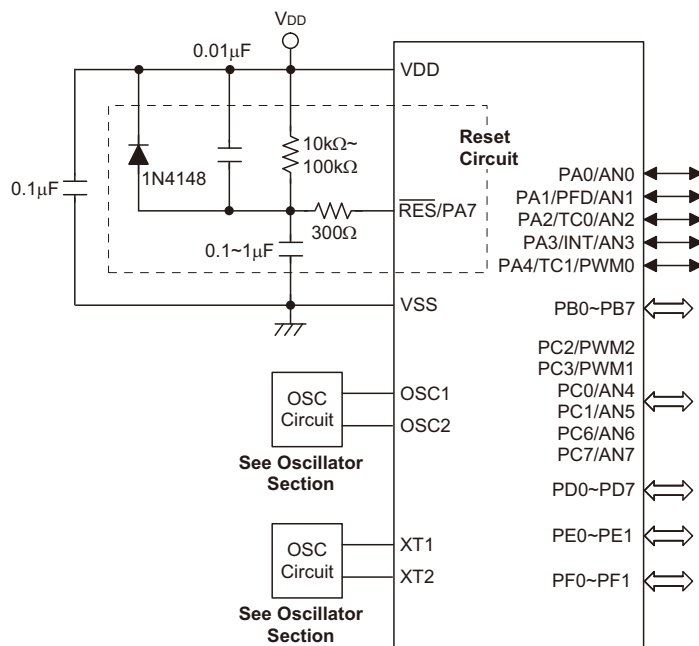 VDD
0.01µF
VDD
10kΩ~
100kΩ
Reset
Circuit
1N4148
0.1µF
RES/PA7
300Ω
0.1~1µF
VSS
OSC
Circuit
OSC1
OSC2
See Oscillator
Section
OSC
Circuit
XT1
XT2
See Oscillator
Section
PA0/AN0
PA1/PFD/AN1
PA2/TC0/AN2
PA3/INT/AN3
PA4/TC1/PWM0
PB0~PB7
PC2/PWM2
PC3/PWM1
PC0/AN4
PC1/AN5
PC6/AN6
PC7/AN7
PD0~PD7
PE0~PE1
PF0~PF1